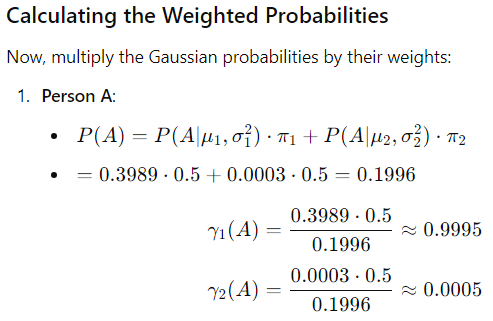 Calculating the Weighted Probabilities
Now, multiply the Gaussian probabilities by their weights:
1. Person A:
• P(A) = P(A|μ₁, σ₁²) · π₁ + P(A|μ₂, σ₂²) · π₂
• = 0.3989 · 0.5 + 0.0003 · 0.5 = 0.1996
γ₁(A) = 0.3989 · 0.5 / 0.1996 ≈ 0.9995
γ₂(A) = 0.0003 · 0.5 / 0.1996 ≈ 0.0005